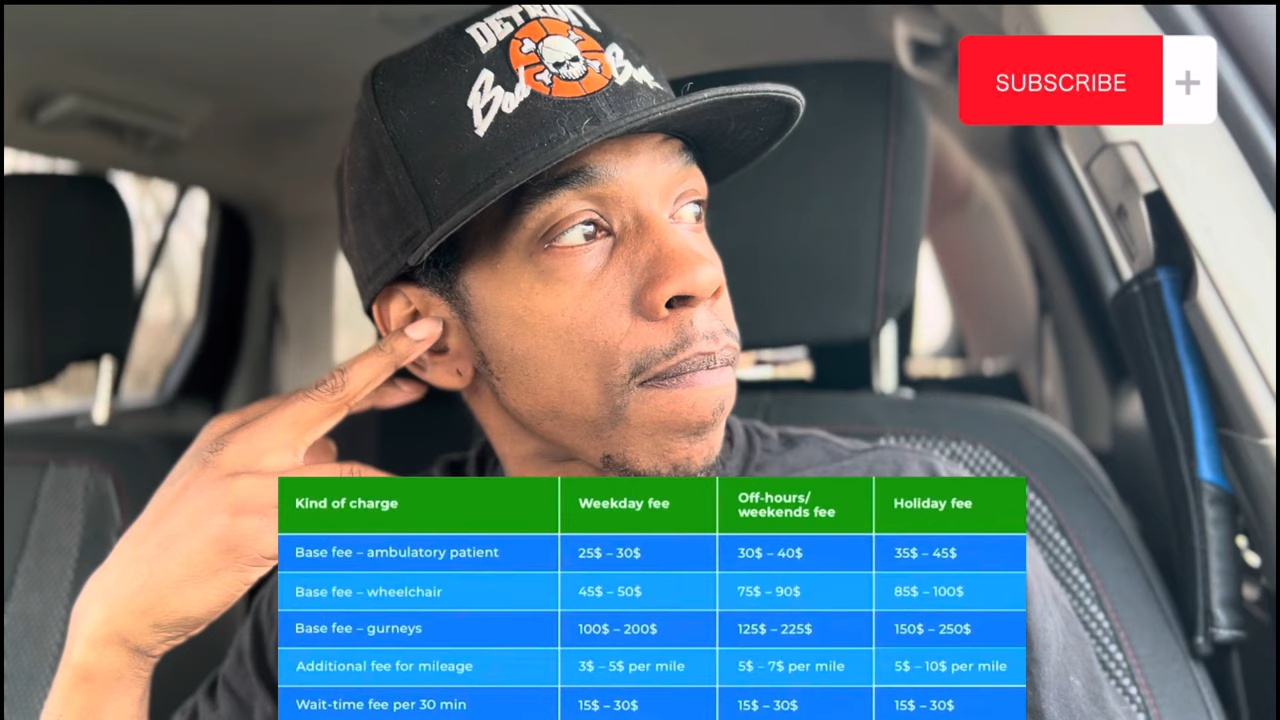 DETROIT
Bad Boys
SUBSCRIBE +
Kind of charge Weekday fee Off-hours/ weekends fee Holiday fee
Base fee – ambulatory patient 25$ – 30$ 30$ – 40$ 35$ – 45$
Base fee – wheelchair 45$ – 50$ 75$ – 90$ 85$ – 100$
Base fee – gurneys 100$ – 200$ 125$ – 225$ 150$ – 250$
Additional fee for mileage 3$ – 5$ per mile 5$ – 7$ per mile 5$ – 10$ per mile
Wait-time fee per 30 min 15$ – 30$ 15$ – 30$ 15$ – 30$